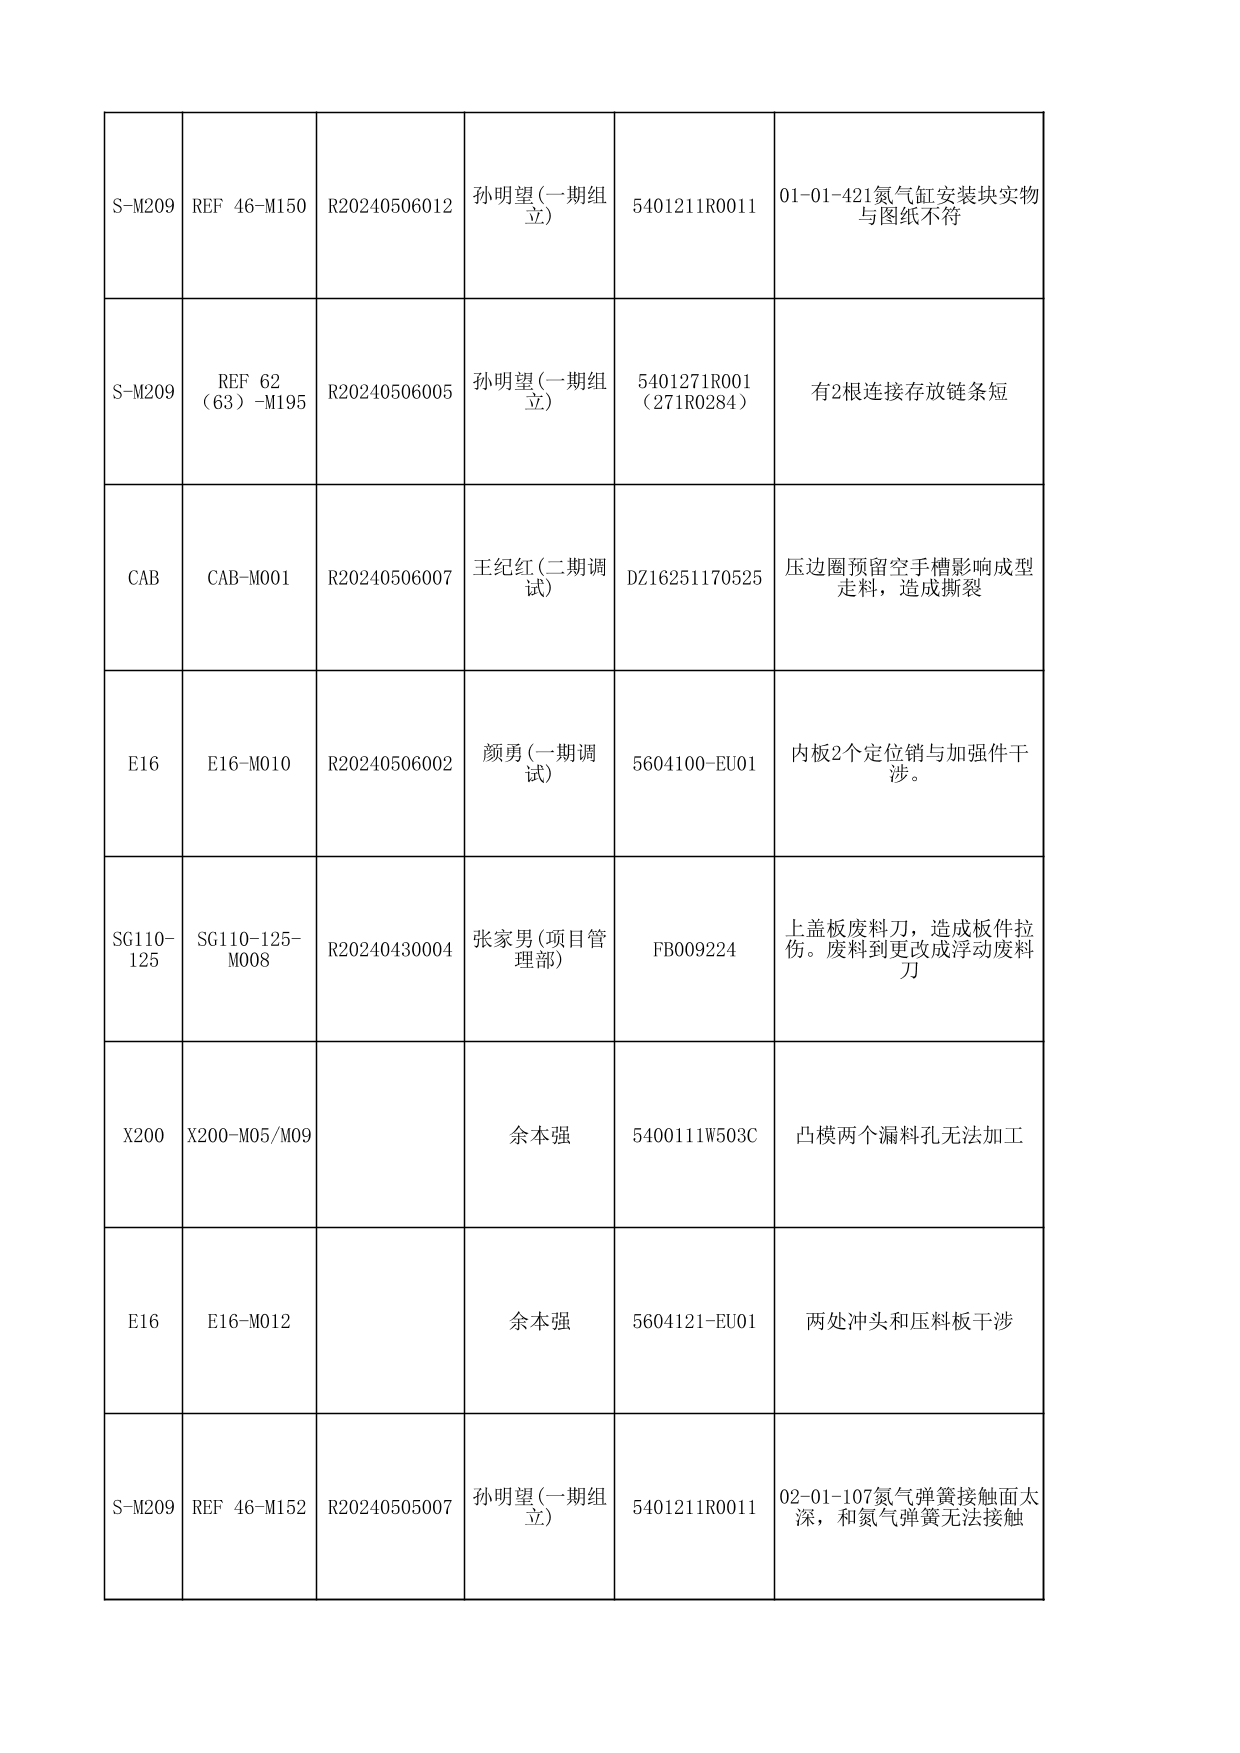 S-M209 REF 46-M150 R20240506012 孙明望(一期组立) 5401211R0011 01-01-421氮气缸安装块实物与图纸不符
S-M209 REF 62（63）-M195 R20240506005 孙明望(一期组立) 5401271R001（271R0284） 有2根连接存放链条短
CAB CAB-M001 R20240506007 王纪红(二期调试) DZ16251170525 压边圈预留空手槽影响成型走料，造成撕裂
E16 E16-M010 R20240506002 颜勇(一期调试) 5604100-EU01 内板2个定位销与加强件干涉。
SG110-125 SG110-125-M008 R20240430004 张家男(项目管理部) FB009224 上盖板废料刀，造成板件拉伤。废料到更改成浮动废料刀
X200 X200-M05/M09 余本强 5400111W503C 凸模两个漏料孔无法加工
E16 E16-M012 余本强 5604121-EU01 两处冲头和压料板干涉
S-M209 REF 46-M152 R20240505007 孙明望(一期组立) 5401211R0011 02-01-107氮气弹簧接触面太深，和氮气弹簧无法接触